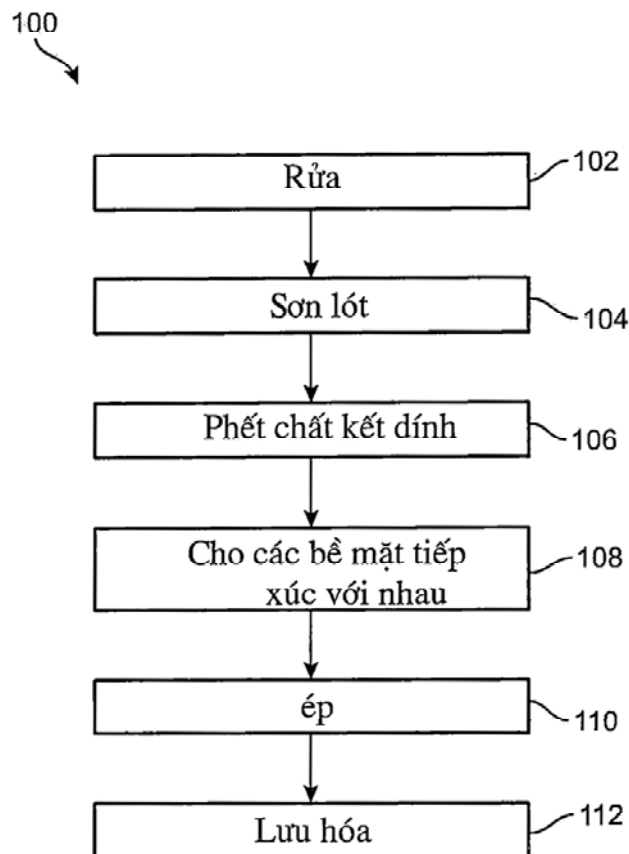 100
Rửa
102
Sơn lót
104
Phết chất kết dính
106
Cho các bề mặt tiếp
xúc với nhau
108
ép
110
Lưu hóa
112